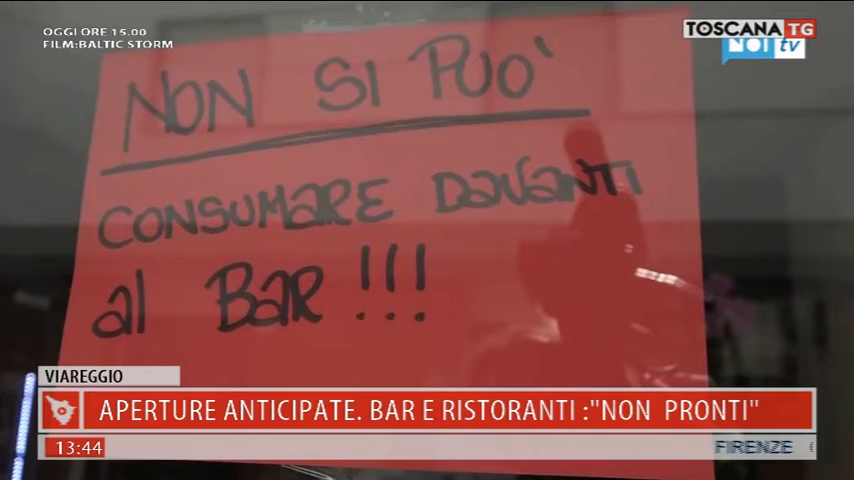 OGGI ORE 15.00
FILM:BALTIC STORM
TOSCANA TG
NOI tv
NON SI PUO'
CONSUMARE DAVANTI
al BAR !!!
VIAREGGIO
APERTURE ANTICIPATE. BAR E RISTORANTI :"NON PRONTI"
13:44
FIRENZE